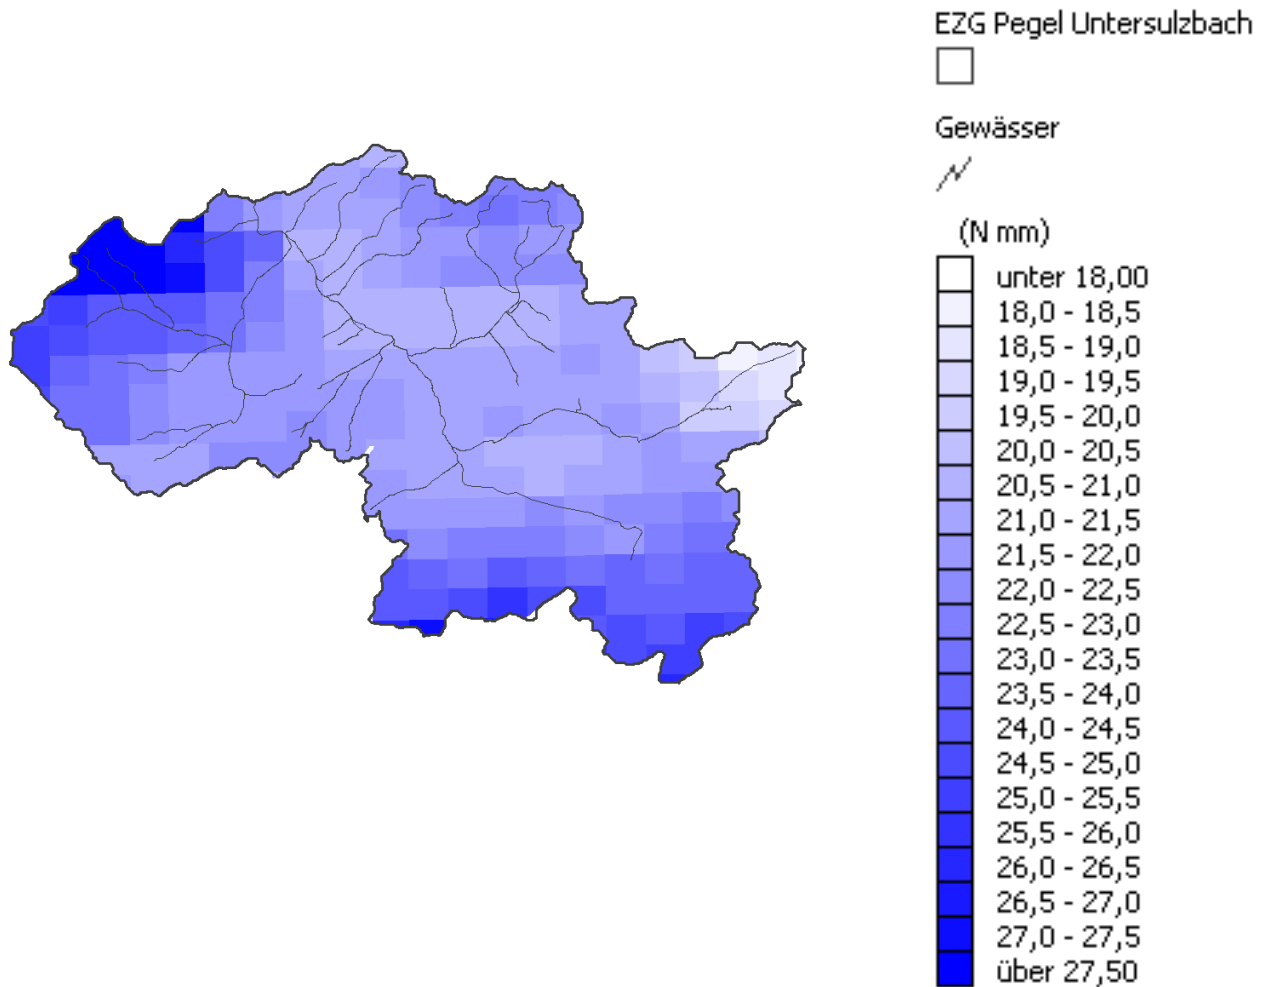 EZG Pegel Untersulzbach
Gewässer
(N mm)
unter 18,00
18,0 - 18,5
18,5 - 19,0
19,0 - 19,5
19,5 - 20,0
20,0 - 20,5
20,5 - 21,0
21,0 - 21,5
21,5 - 22,0
22,0 - 22,5
22,5 - 23,0
23,0 - 23,5
23,5 - 24,0
24,0 - 24,5
24,5 - 25,0
25,0 - 25,5
25,5 - 26,0
26,0 - 26,5
26,5 - 27,0
27,0 - 27,5
über 27,50